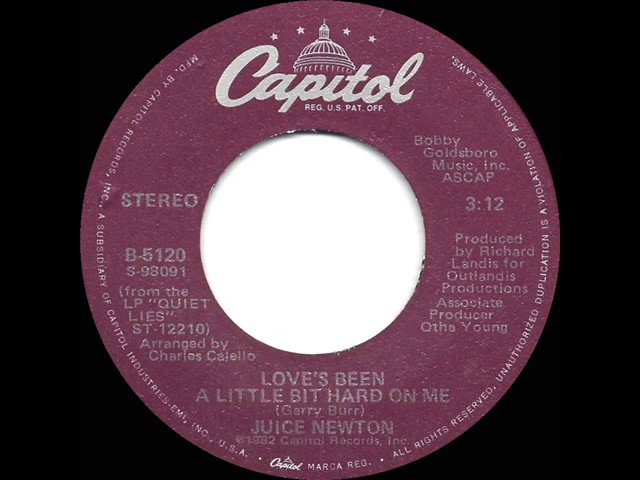 Capitol
REG. U.S. PAT. OFF.
MFD. BY CAPITOL RECORDS, INC., A SUBSIDIARY OF CAPITOL INDUSTRIES-EMI, INC., U.S.A.
Bobby
Goldsboro
Music, Inc.
ASCAP
STEREO
3:12
B-5120
S-98091
(from the
LP "QUIET
LIES"
ST-12210)
Arranged by
Charles Calello
Produced
by Richard
Landis for
Outlandis
Productions
Associate
Producer
Otha Young
LOVE'S BEEN
A LITTLE BIT HARD ON ME
(Garry Burr)
JUICE NEWTON
℗1982 Capitol Records, Inc.
Capitol MARCA REG. • ALL RIGHTS RESERVED. UNAUTHORIZED DUPLICATION IS A VIOLATION OF APPLICABLE LAWS.